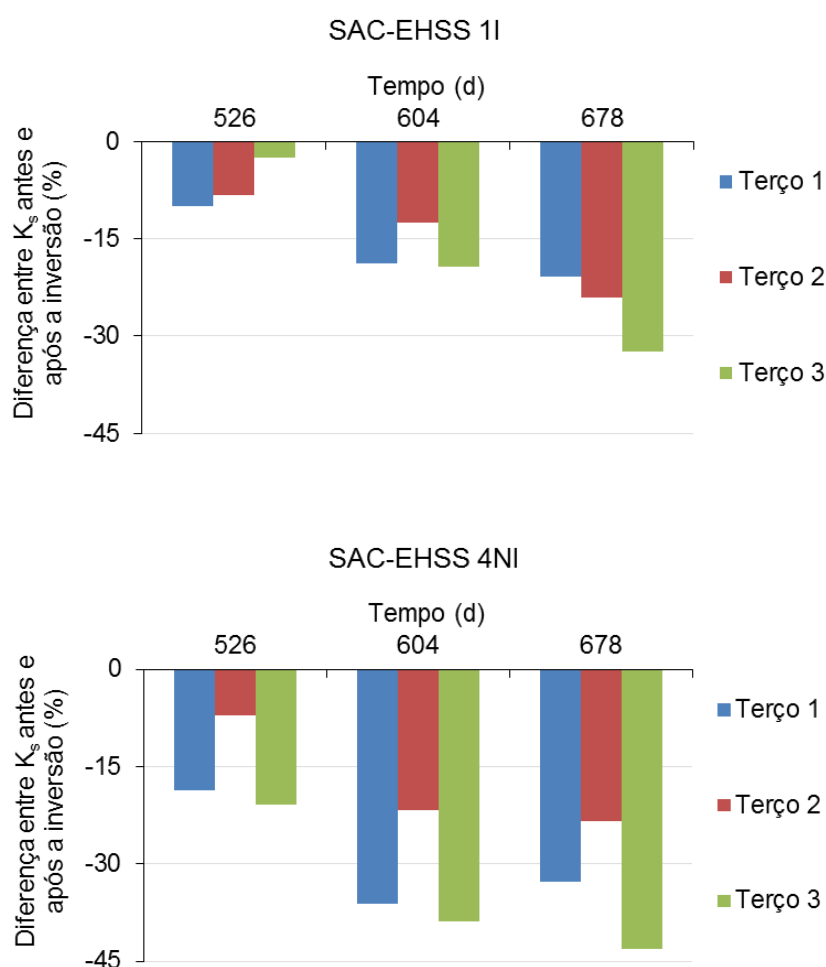 SAC-EHSS 1I
Tempo (d)
526 604 678
Diferença entre Ks antes e
após a inversão (%)
0
-15
-30
-45
Terço 1
Terço 2
Terço 3
SAC-EHSS 4NI
Tempo (d)
526 604 678
Diferença entre Ks antes e
após a inversão (%)
0
-15
-30
-45
Terço 1
Terço 2
Terço 3